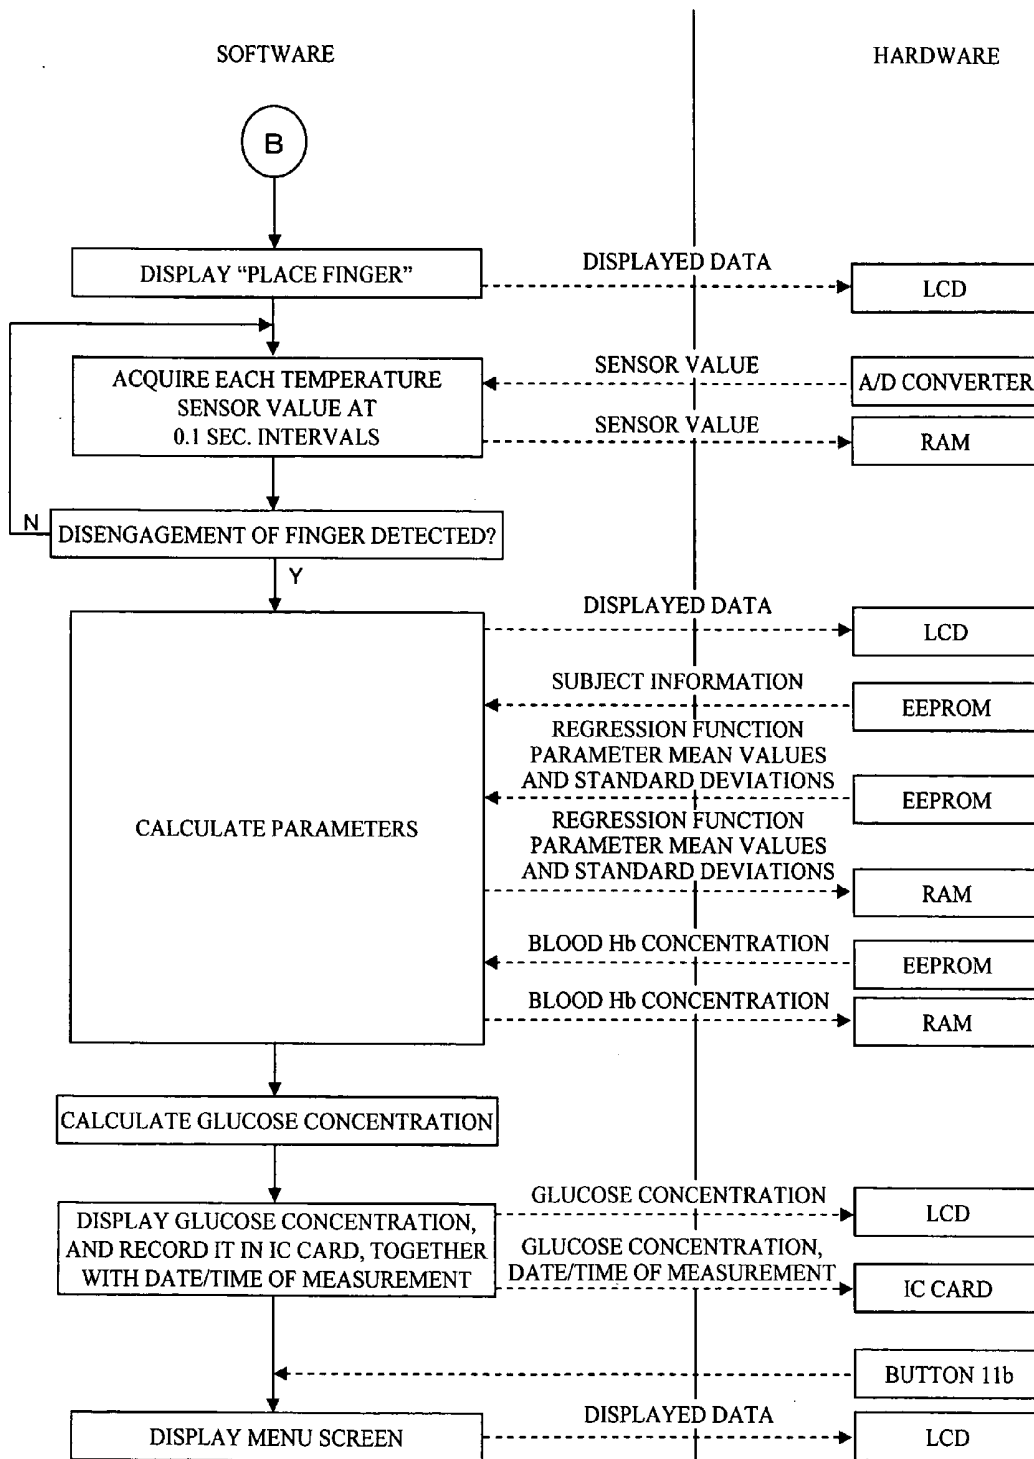 SOFTWARE
HARDWARE
B
DISPLAY “PLACE FINGER”
DISPLAYED DATA
LCD
ACQUIRE EACH TEMPERATURE
SENSOR VALUE AT
0.1 SEC. INTERVALS
SENSOR VALUE
A/D CONVERTER
SENSOR VALUE
RAM
N
DISENGAGEMENT OF FINGER DETECTED?
Y
CALCULATE PARAMETERS
DISPLAYED DATA
LCD
SUBJECT INFORMATION
EEPROM
REGRESSION FUNCTION
PARAMETER MEAN VALUES
AND STANDARD DEVIATIONS
EEPROM
REGRESSION FUNCTION
PARAMETER MEAN VALUES
AND STANDARD DEVIATIONS
RAM
BLOOD Hb CONCENTRATION
EEPROM
BLOOD Hb CONCENTRATION
RAM
CALCULATE GLUCOSE CONCENTRATION
DISPLAY GLUCOSE CONCENTRATION,
AND RECORD IT IN IC CARD, TOGETHER
WITH DATE/TIME OF MEASUREMENT
GLUCOSE CONCENTRATION
LCD
GLUCOSE CONCENTRATION,
DATE/TIME OF MEASUREMENT
IC CARD
BUTTON 11b
DISPLAY MENU SCREEN
DISPLAYED DATA
LCD